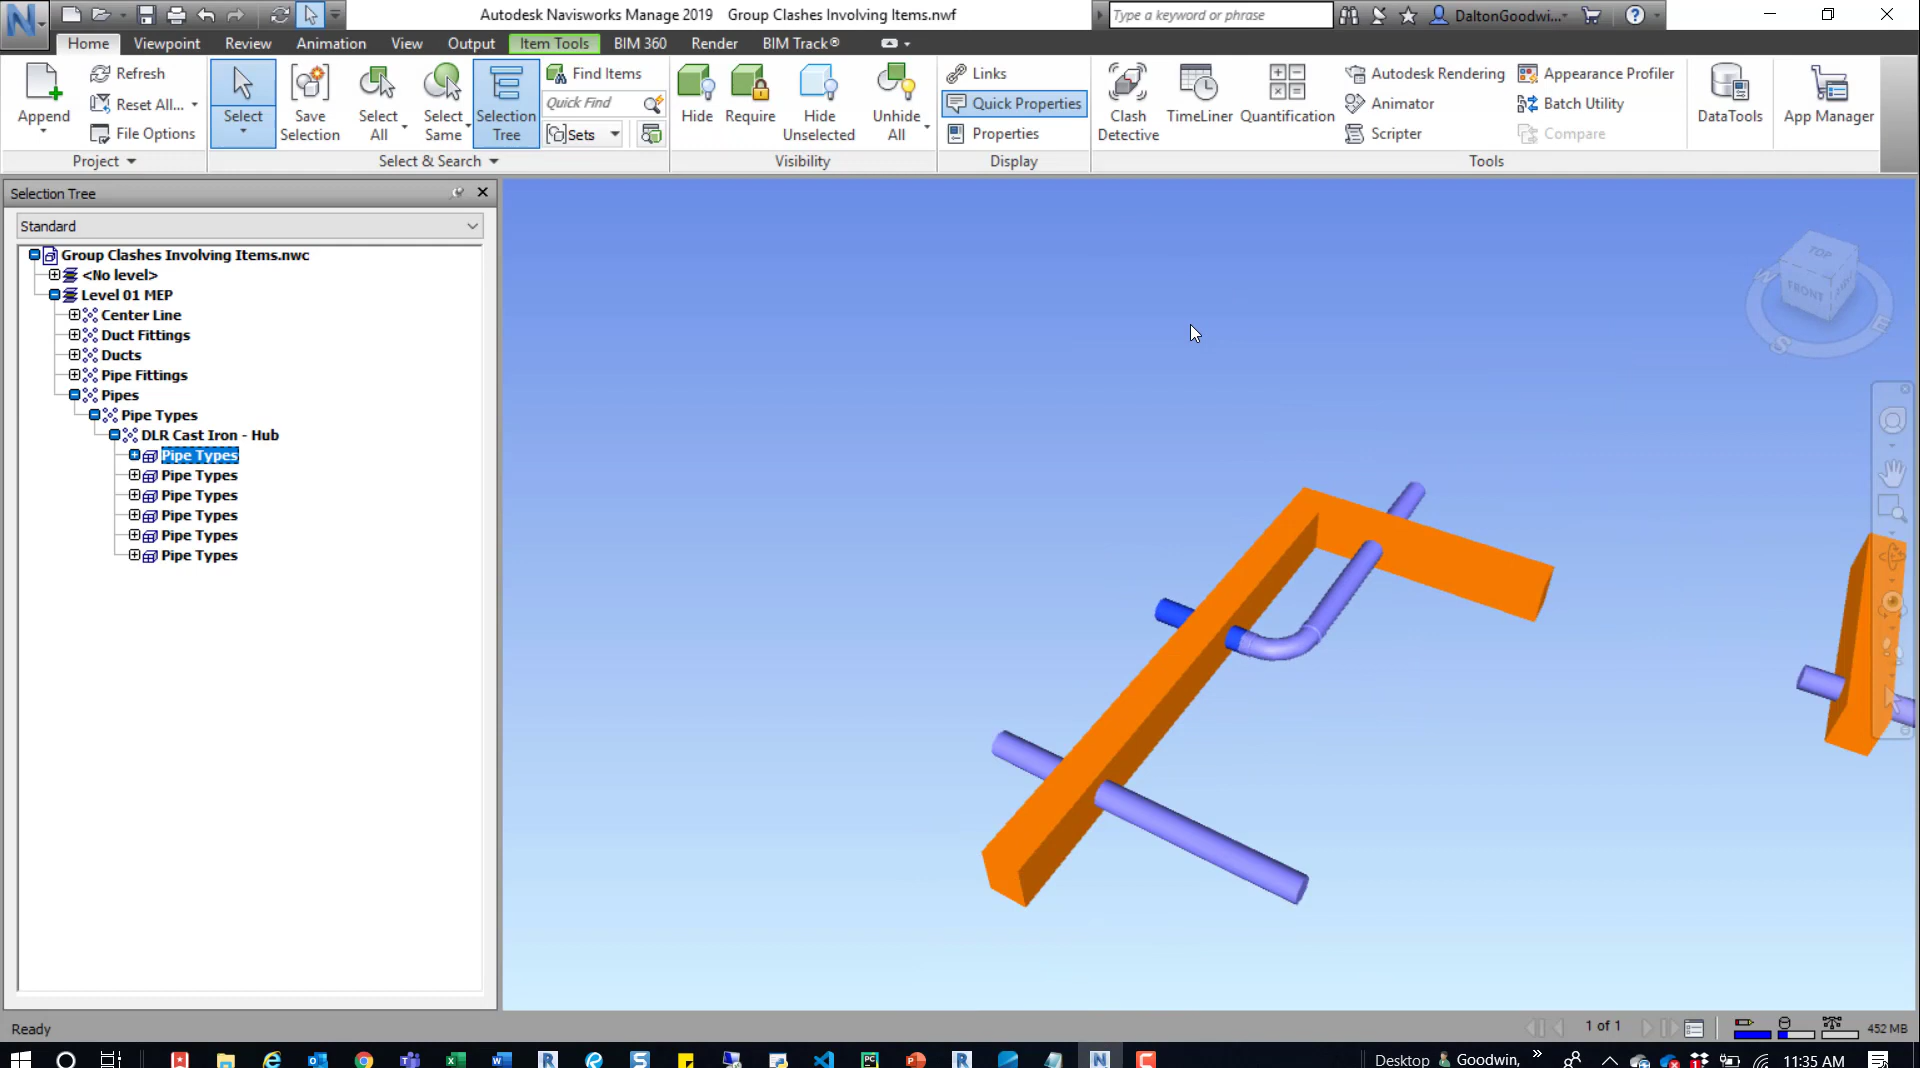 Autodesk Navisworks Manage 2019 Group Clashes Involving Items.nwf
Type a keyword or phrase
DaltonGoodwi...
Home Viewpoint Review Animation View Output Item Tools BIM 360 Render BIM Track®
Append
Refresh
Reset All...
File Options
Project
Select
Save Selection
Select All
Select Same
Selection Tree
Find Items
Quick Find
Sets
Select & Search
Hide
Require
Hide Unselected
Unhide All
Visibility
Links
Quick Properties
Properties
Display
Clash Detective
TimeLiner
Quantification
Autodesk Rendering
Animator
Scripter
Appearance Profiler
Batch Utility
Compare
Tools
DataTools
App Manager
Selection Tree
Standard
Group Clashes Involving Items.nwc
<No level>
Level 01 MEP
Center Line
Duct Fittings
Ducts
Pipe Fittings
Pipes
Pipe Types
DLR Cast Iron - Hub
Pipe Types
Pipe Types
Pipe Types
Pipe Types
Pipe Types
Pipe Types
TOP
FRONT
W
S
E
Ready
1 of 1
452 MB
Desktop
Goodwin,
11:35 AM